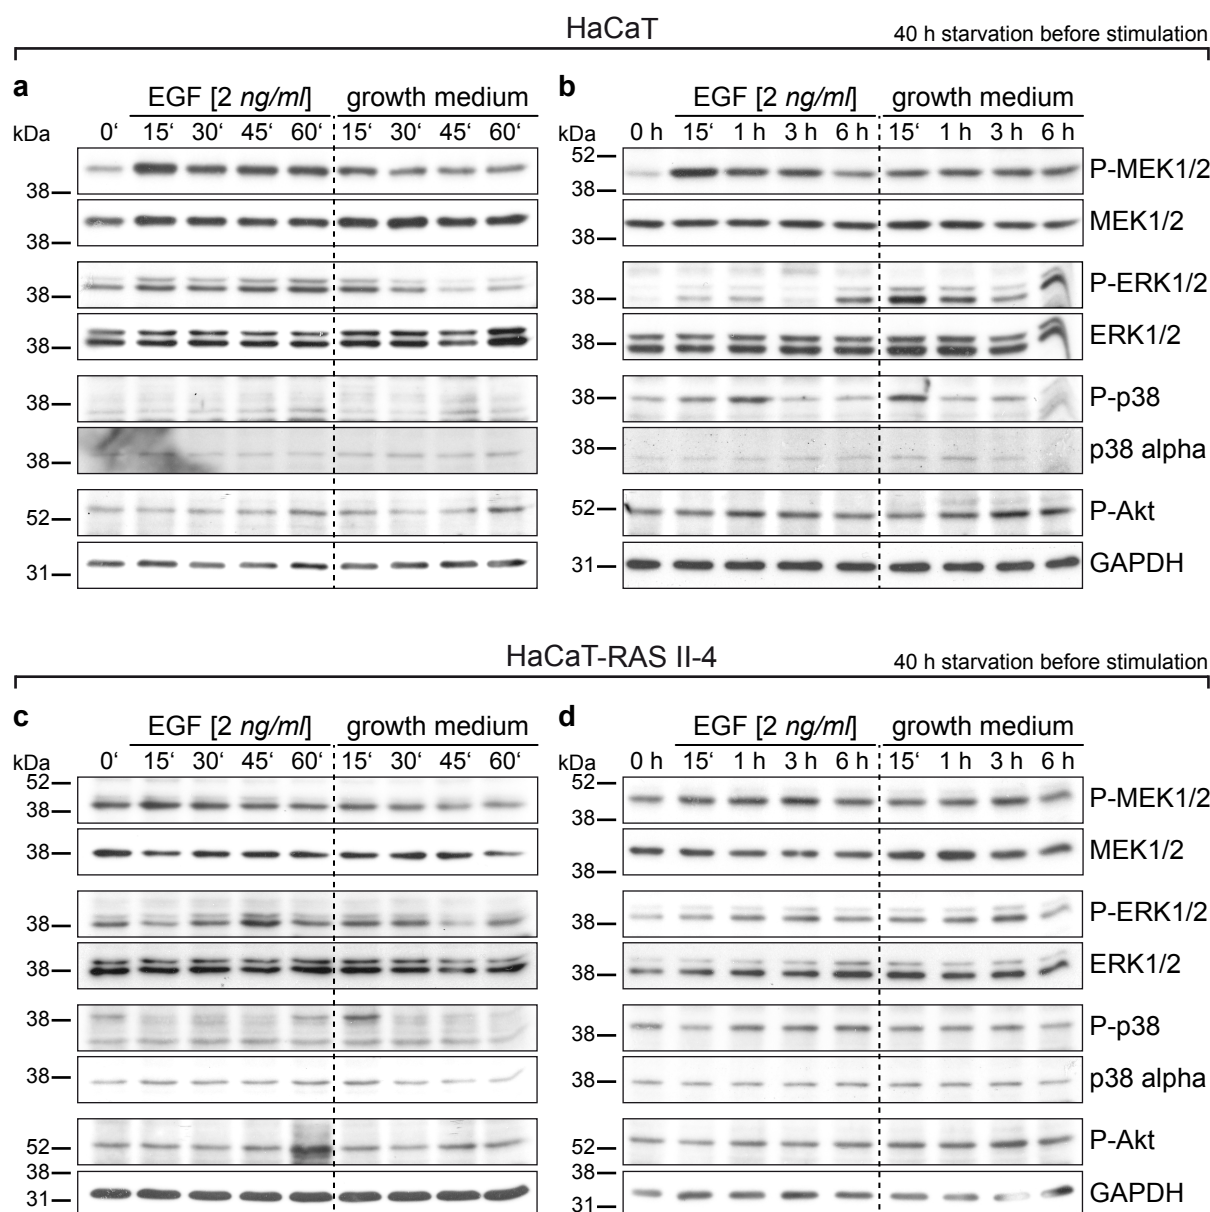 HaCaT
40 h starvation before stimulation
a
EGF [2 ng/ml] growth medium
kDa 0‘ 15‘ 30‘ 45‘ 60‘ 15‘ 30‘ 45‘ 60‘
38
38
38
38
38
38
52
31
b
EGF [2 ng/ml] growth medium
kDa 0 h 15‘ 1 h 3 h 6 h 15‘ 1 h 3 h 6 h
52
38 P-MEK1/2
38 MEK1/2
38 P-ERK1/2
38 ERK1/2
38 P-p38
38 p38 alpha
52 P-Akt
31 GAPDH
HaCaT-RAS II-4
40 h starvation before stimulation
c
EGF [2 ng/ml] growth medium
kDa 0‘ 15‘ 30‘ 45‘ 60‘ 15‘ 30‘ 45‘ 60‘
52
38
38
38
38
38
38
52
38
31
d
EGF [2 ng/ml] growth medium
kDa 0 h 15‘ 1 h 3 h 6 h 15‘ 1 h 3 h 6 h
52
38 P-MEK1/2
38 MEK1/2
38 P-ERK1/2
38 ERK1/2
38 P-p38
38 p38 alpha
52 P-Akt
38
31 GAPDH